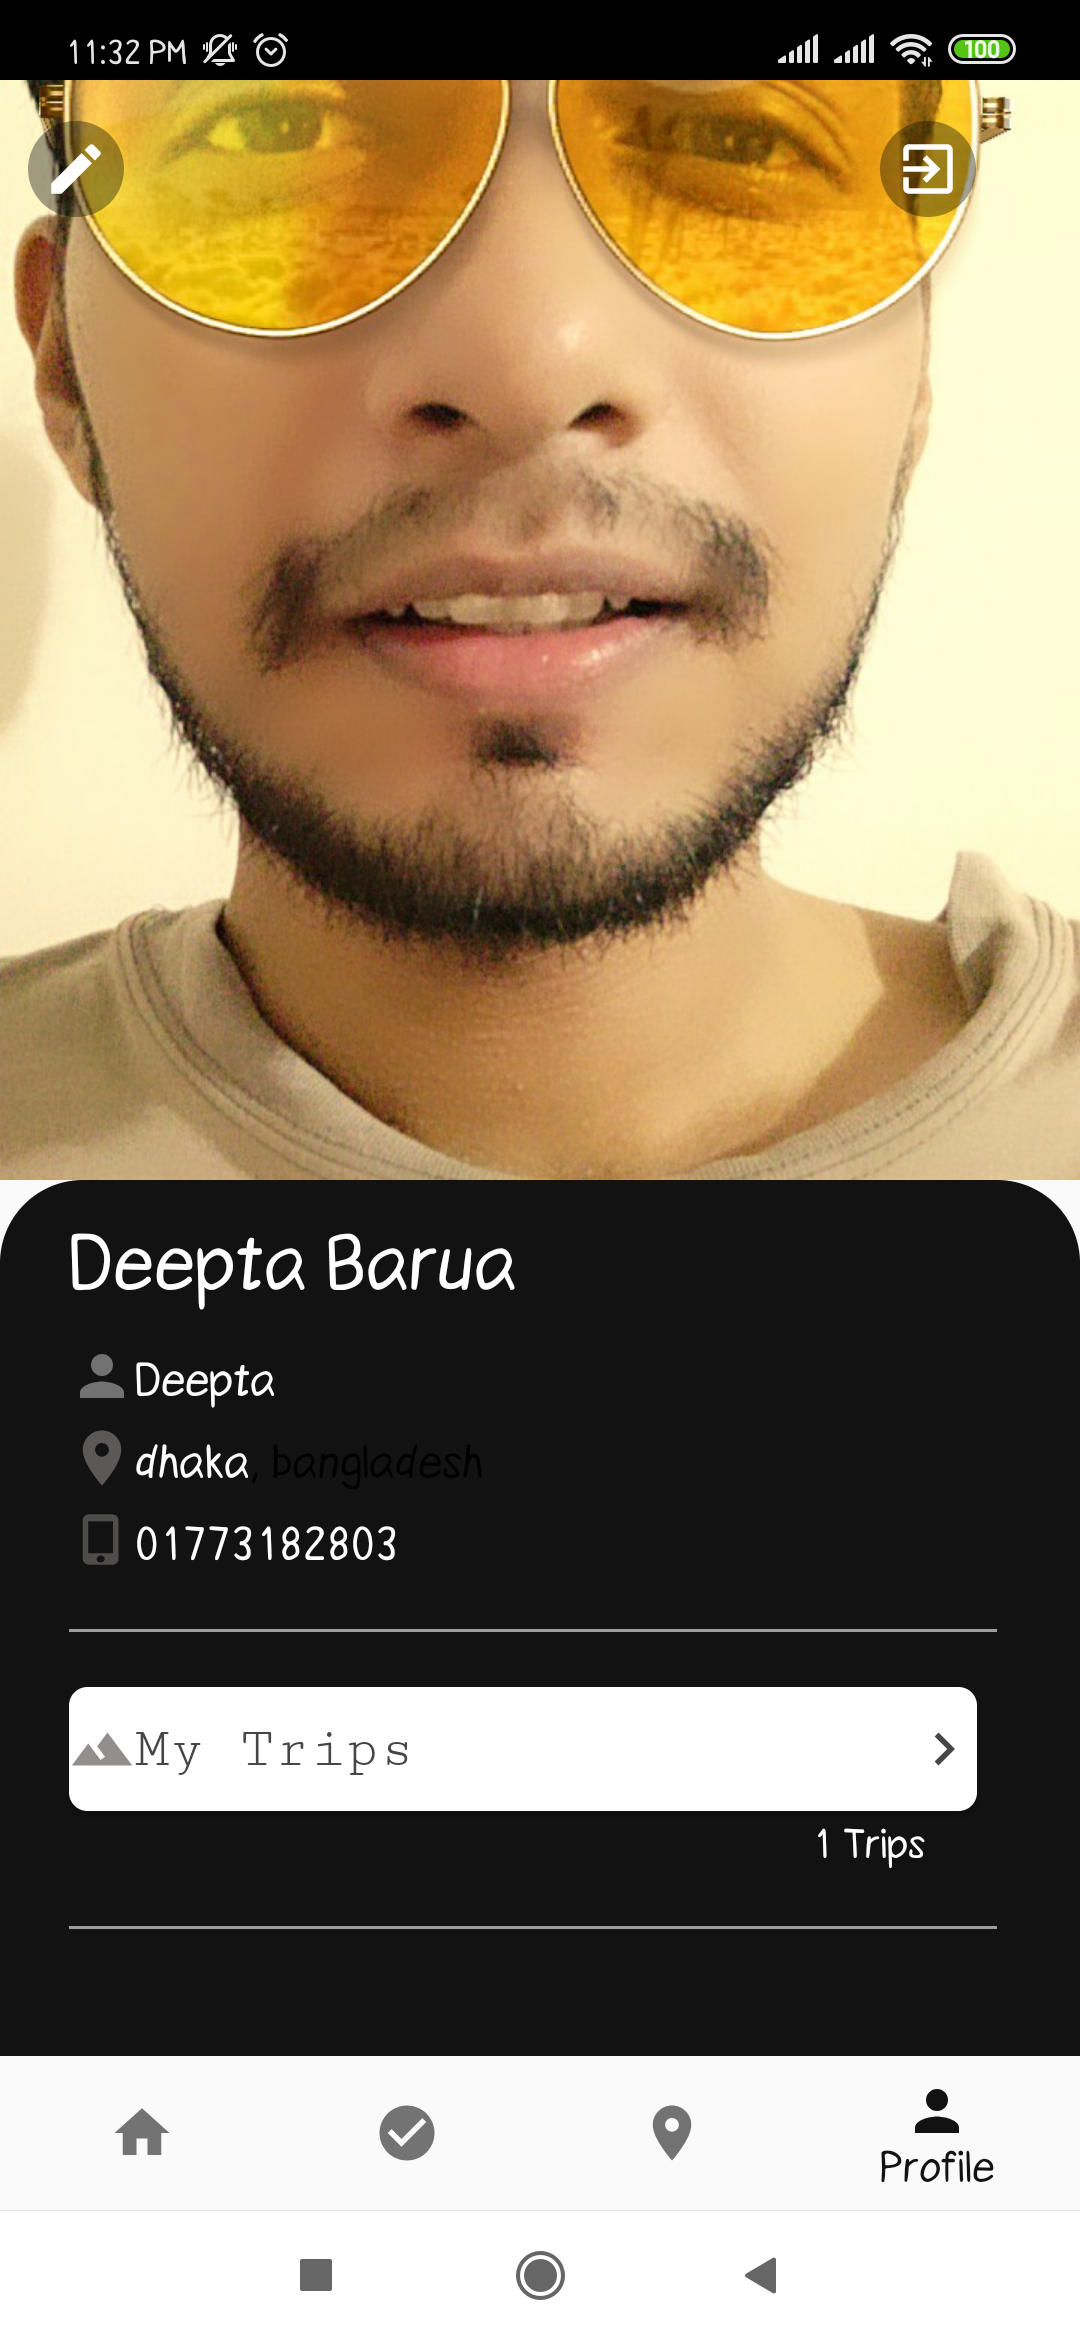 11:32 PM
100
Deepta Barua
Deepta
dhaka, bangladesh
01773182803
My Trips
1 Trips
Profile